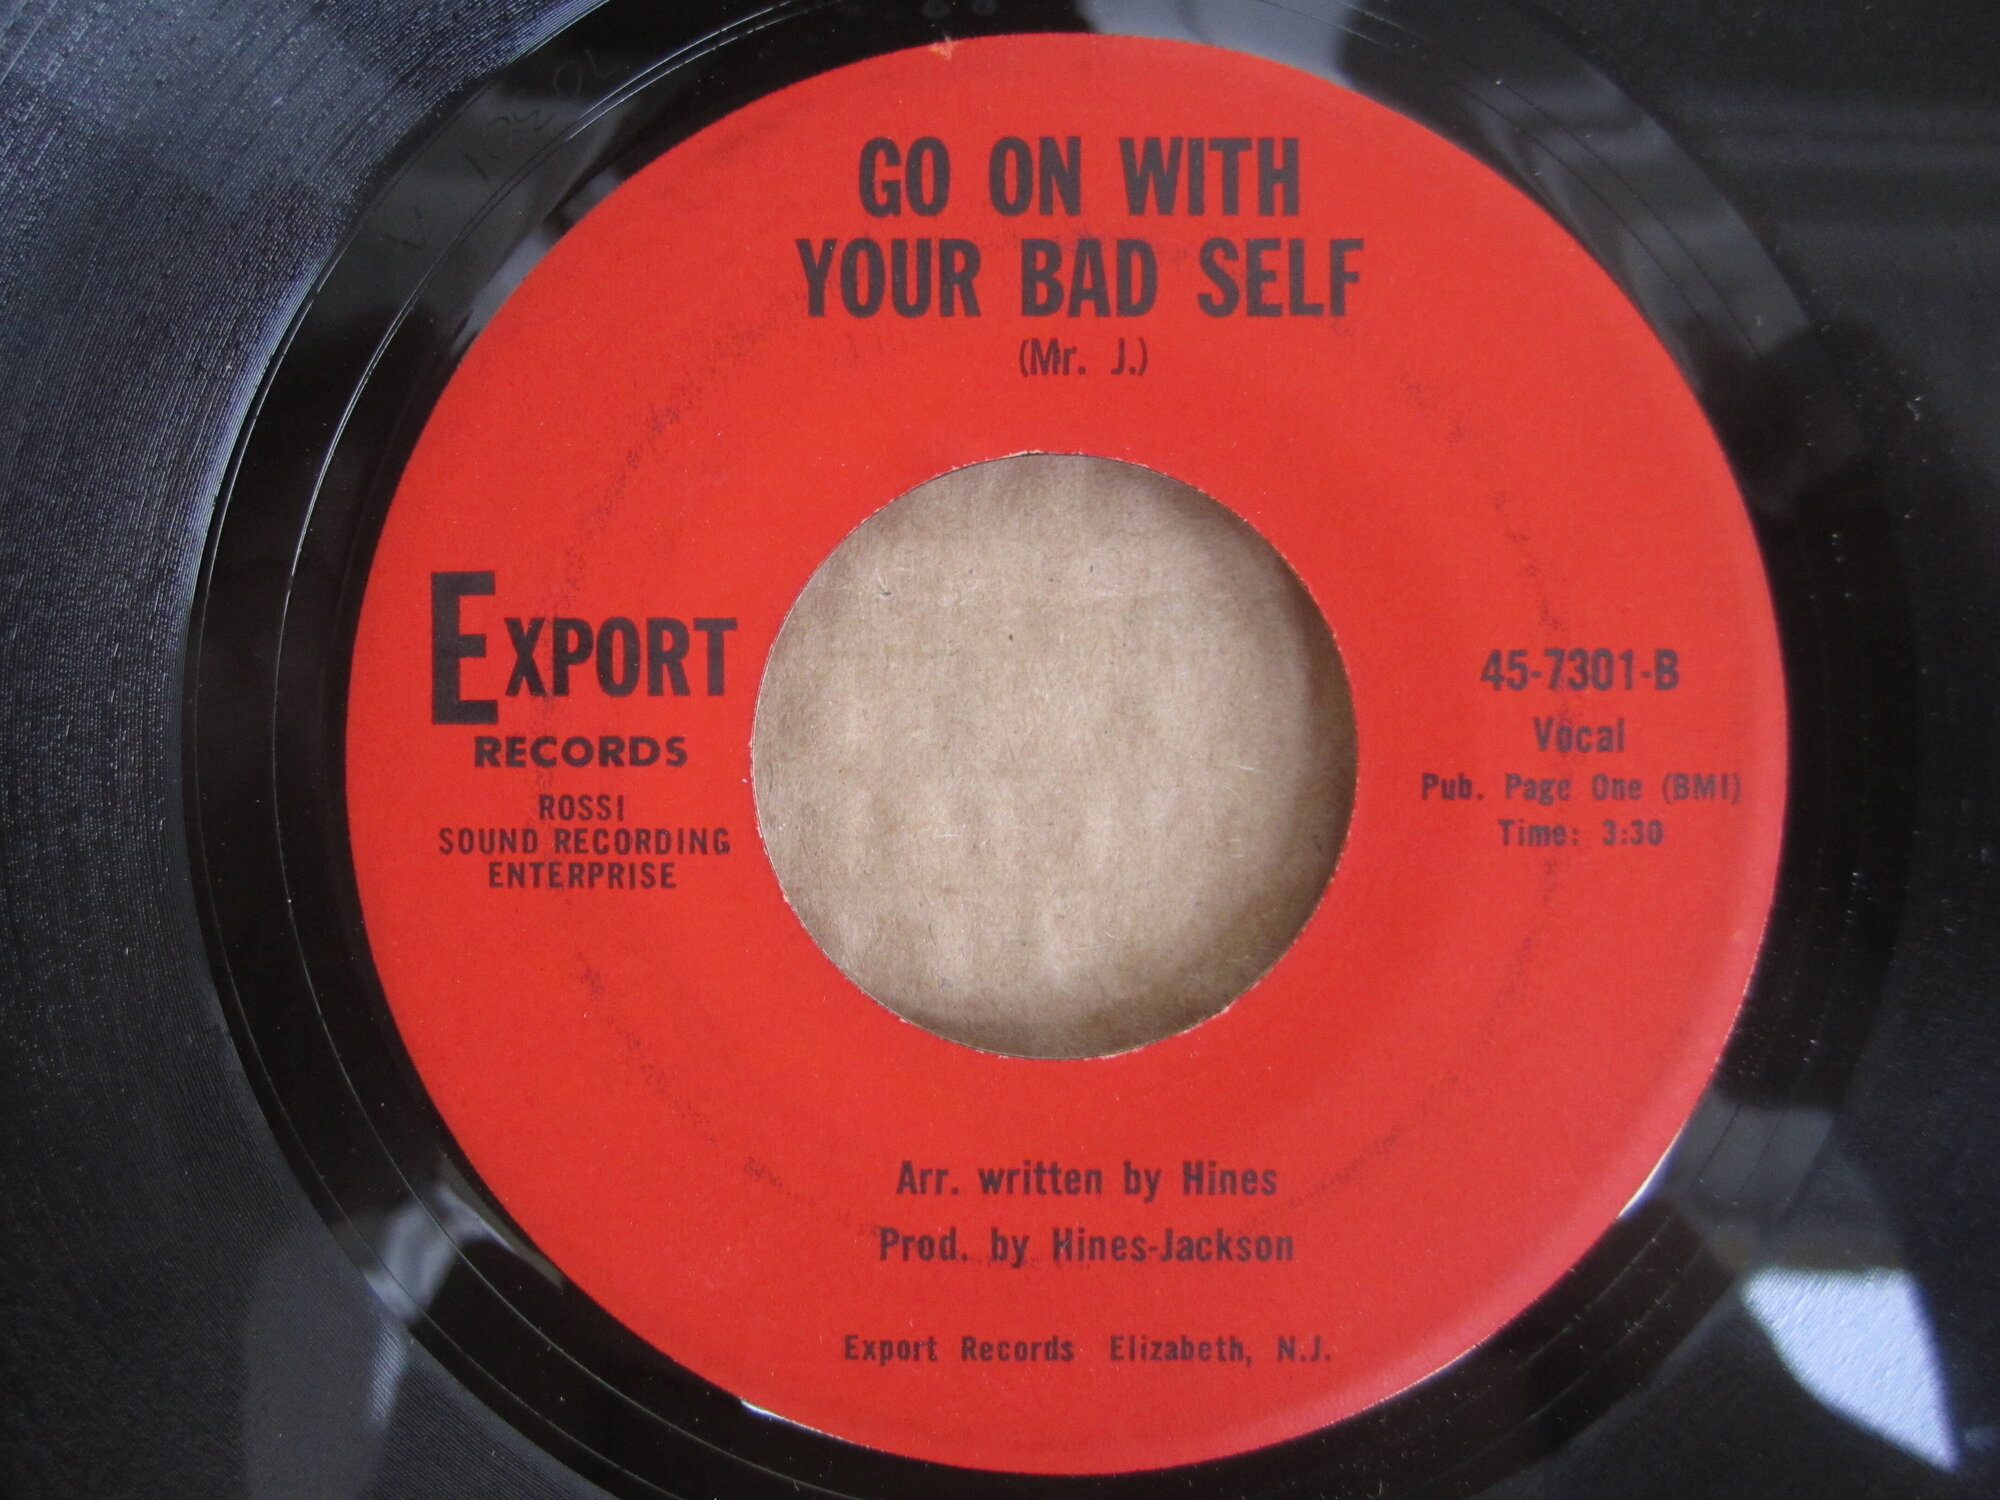 GO ON WITH
YOUR BAD SELF
(Mr. J.)
EXPORT
RECORDS
ROSSI
SOUND RECORDING
ENTERPRISE
45-7301-B
Vocal
Pub. Page One (BMI)
Time: 3:30
Arr. written by Hines
Prod. by Hines-Jackson
Export Records Elizabeth, N.J.